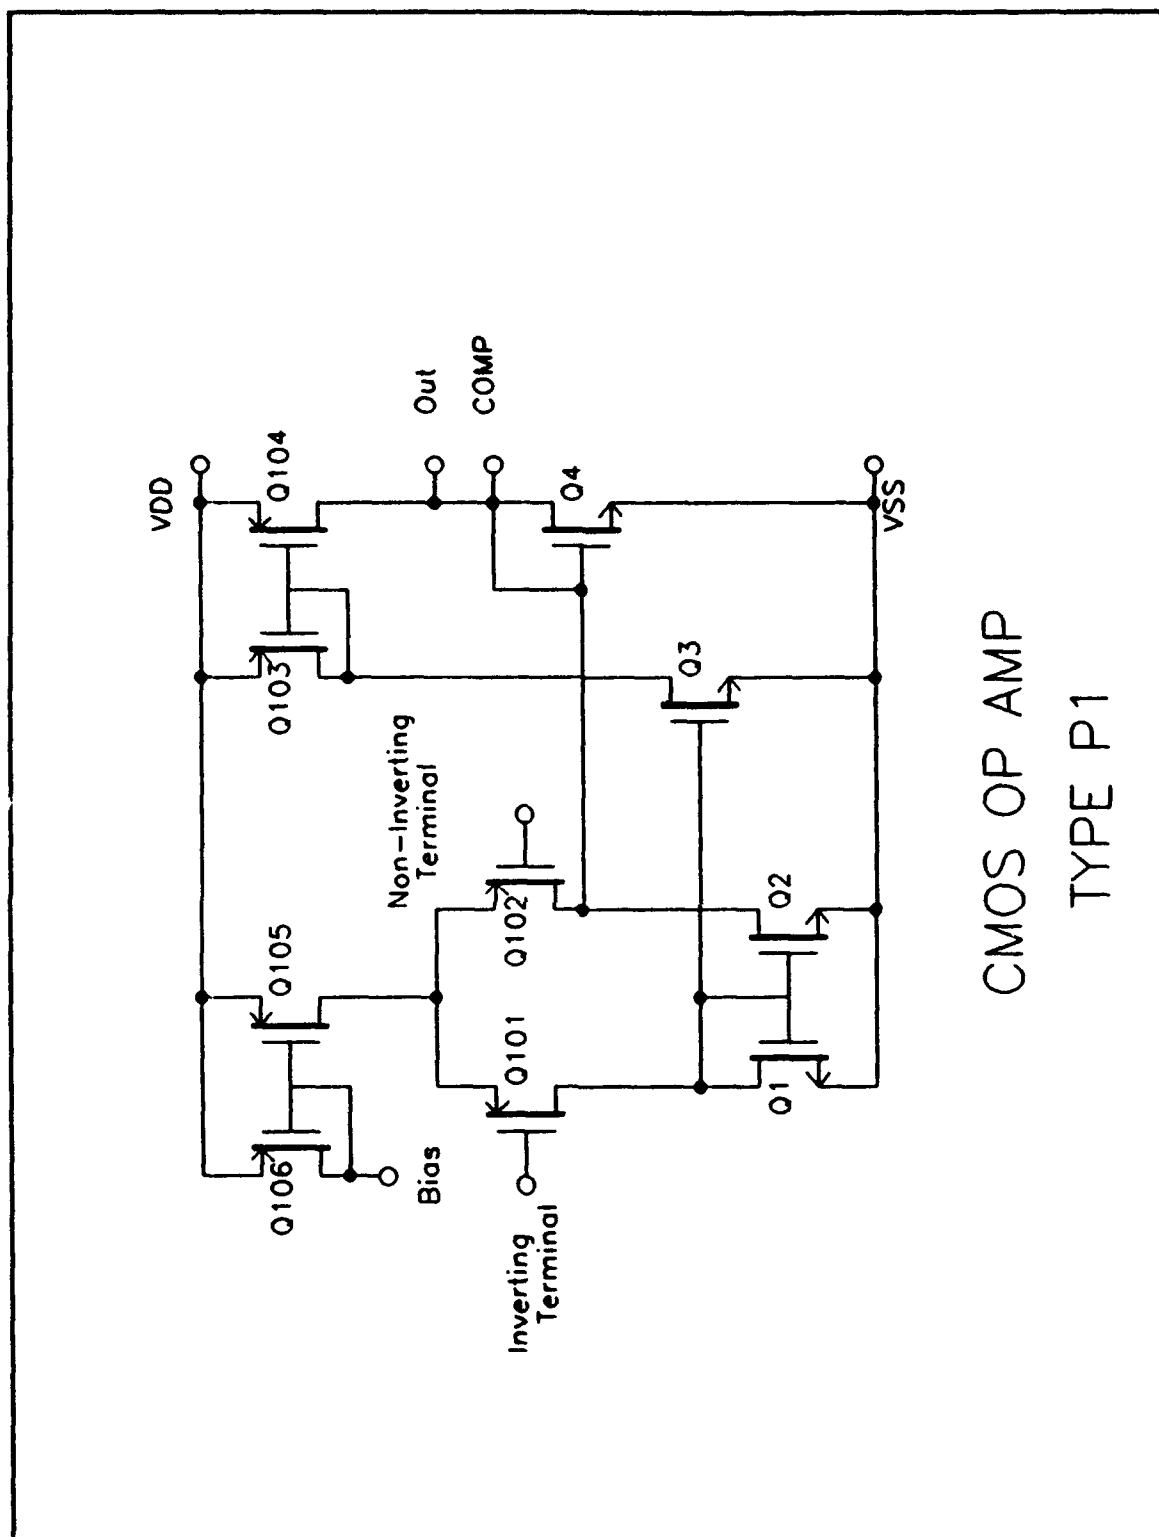 VDD
Q106
Q105
Q103
Q104
Bias
Non-Inverting
Terminal
Out
COMP
Inverting
Terminal
Q101
Q102
Q4
Q3
Q1
Q2
VSS
CMOS OP AMP
TYPE P1